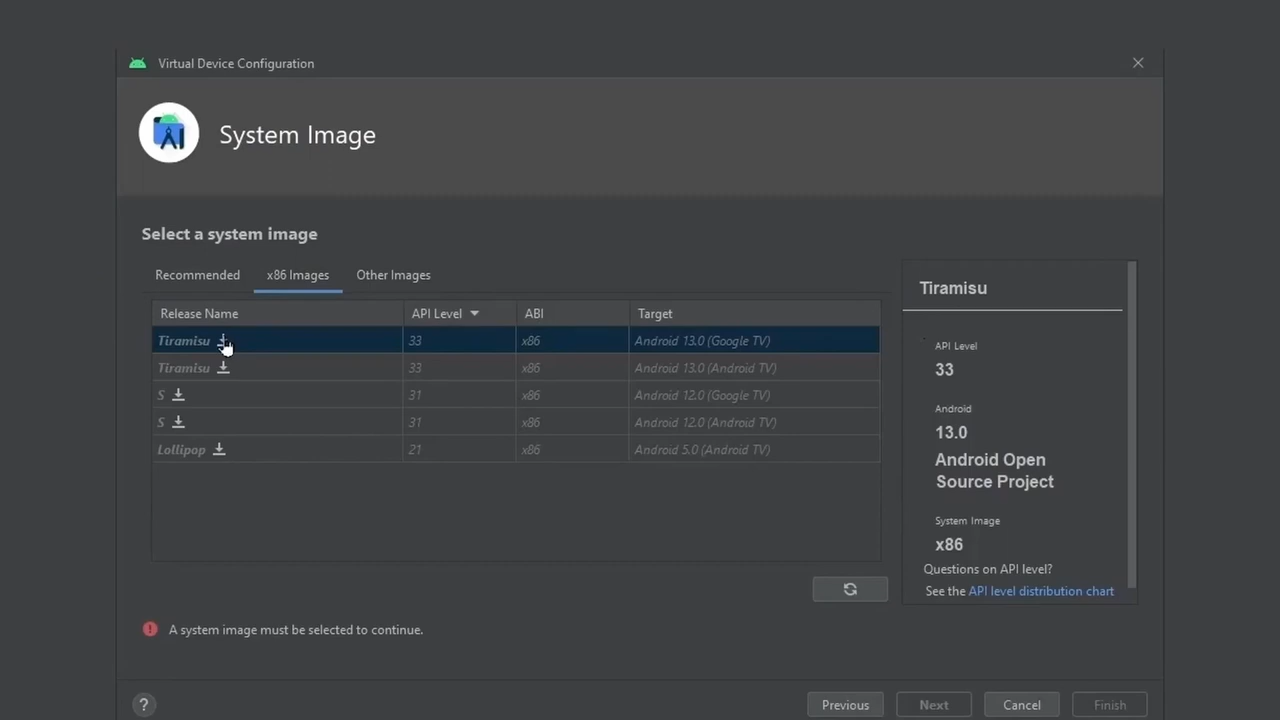 Virtual Device Configuration
System Image
Select a system image
Recommended x86 Images Other Images
Release Name API Level ABI Target
Tiramisu 33 x86 Android 13.0 (Google TV)
Tiramisu 33 x86 Android 13.0 (Android TV)
S 31 x86 Android 12.0 (Google TV)
S 31 x86 Android 12.0 (Android TV)
Lollipop 21 x86 Android 5.0 (Android TV)
Tiramisu
API Level
33
Android
13.0
Android Open
Source Project
System Image
x86
Questions on API level?
See the API level distribution chart
A system image must be selected to continue.
? Previous Next Cancel Finish